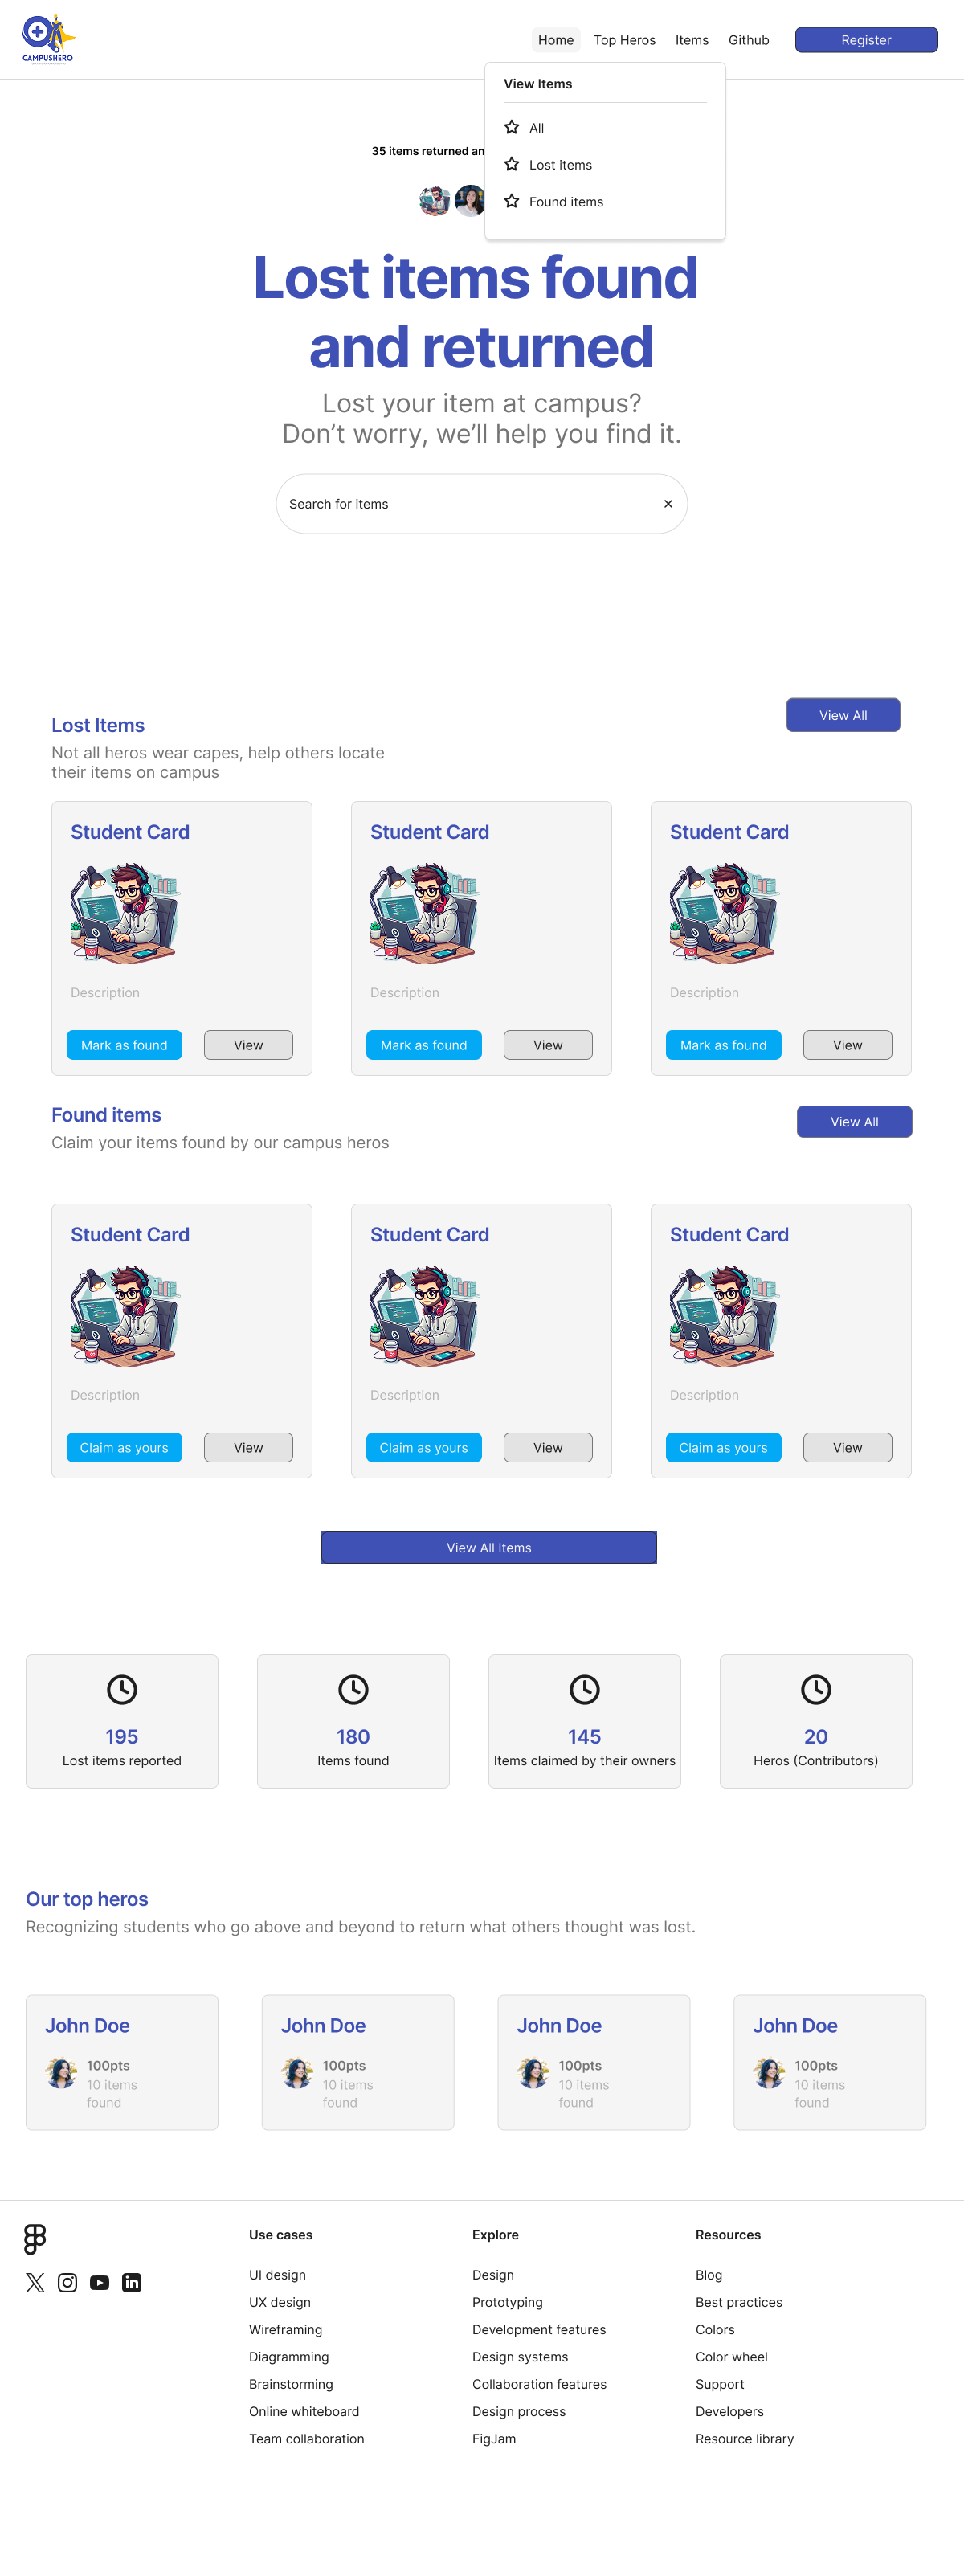 CAMPUSHERO
Home
Top Heros
Items
Github
Register
View Items
All
Lost items
Found items
35 items returned an
Lost items found
and returned
Lost your item at campus?
Don’t worry, we’ll help you find it.
Search for items
Lost Items
View All
Not all heros wear capes, help others locate
their items on campus
Student Card
Student Card
Student Card
Description
Description
Description
Mark as found
View
Mark as found
View
Mark as found
View
Found items
View All
Claim your items found by our campus heros
Student Card
Student Card
Student Card
Description
Description
Description
Claim as yours
View
Claim as yours
View
Claim as yours
View
View All Items
195
Lost items reported
180
Items found
145
Items claimed by their owners
20
Heros (Contributors)
Our top heros
Recognizing students who go above and beyond to return what others thought was lost.
John Doe
100pts
10 items
found
John Doe
100pts
10 items
found
John Doe
100pts
10 items
found
John Doe
100pts
10 items
found
Use cases
UI design
UX design
Wireframing
Diagramming
Brainstorming
Online whiteboard
Team collaboration
Explore
Design
Prototyping
Development features
Design systems
Collaboration features
Design process
FigJam
Resources
Blog
Best practices
Colors
Color wheel
Support
Developers
Resource library